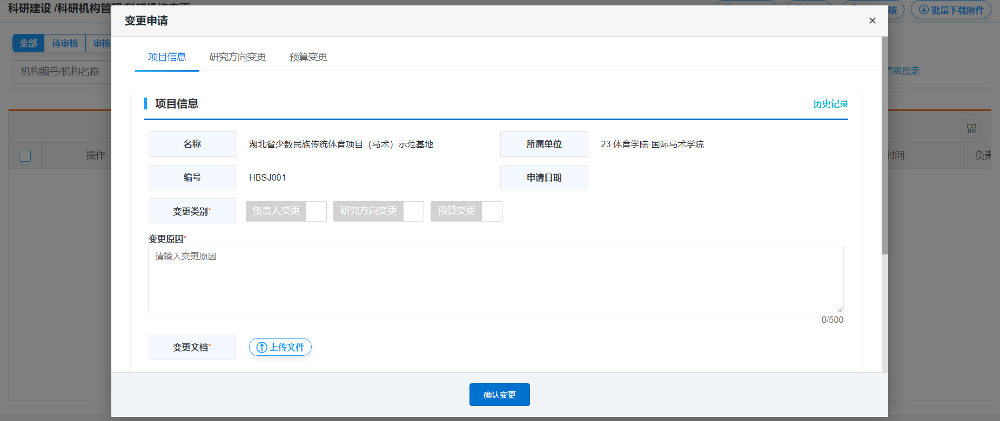 科研建设 /科研机构管理/科研机构变更
核
批量下载附件
变更申请
全部
待审核
审核
机构编号/机构名称
高级搜索
项目信息
研究方向变更
预算变更
项目信息
历史记录
名称
湖北省少数民族传统体育项目（马术）示范基地
所属单位
23 体育学院·国际马术学院
操作
时间
负责
编号
HBSJ001
申请日期
变更类别*
负责人变更
研究方向变更
预算变更
变更原因*
请输入变更原因
0/500
变更文档*
上传文件
确认变更